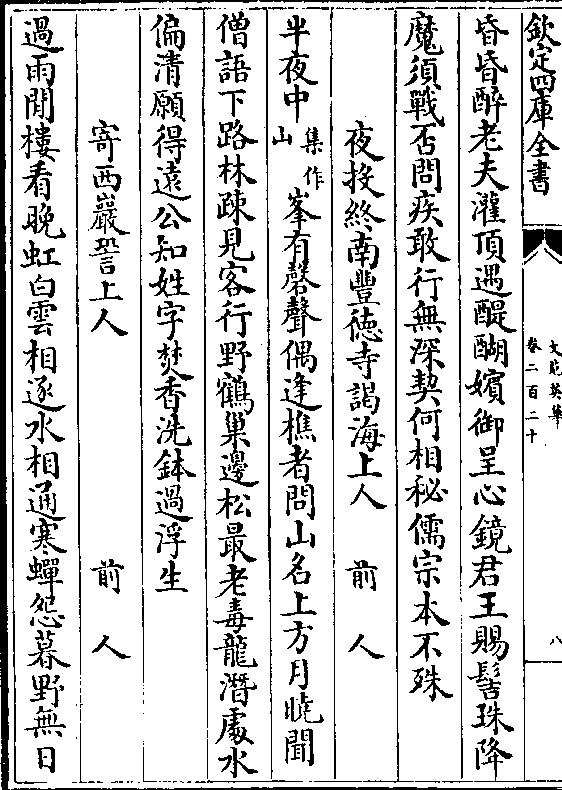 欽定四庫全書
文苑英華
卷二百二十
八
昏昏醉老夫灌頂遇醍醐嬪御呈心鏡君王賜髻珠降
魔須戰否問疾敢行無深契何相秘儒宗本不殊
夜投終南豐德寺謁海上人 前人
半夜中集作山峯有磬聲偶逢樵者問山名上方月曉聞
僧語下路林疎見客行野鶴巢邊松最老毒龍潛處水
偏清願得遠公知姓字焚香洗鉢過浮生
寄西巖詧上人 前人
過雨閒樓看晚虹白雲相逐水相通寒蟬怨暮野無日